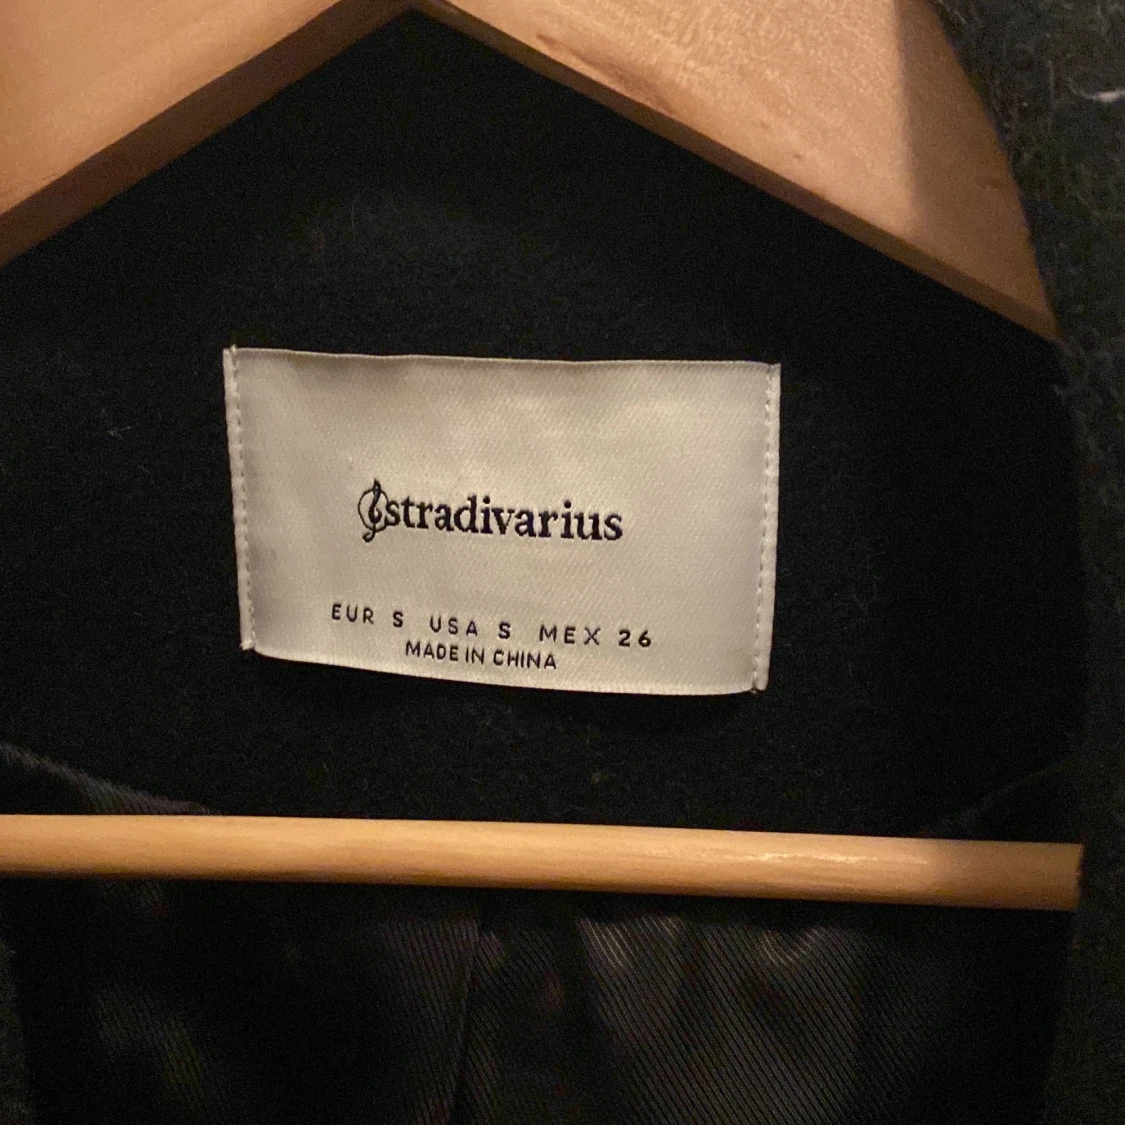 stradivarius
EUR S USA S MEX 26
MADE IN CHINA